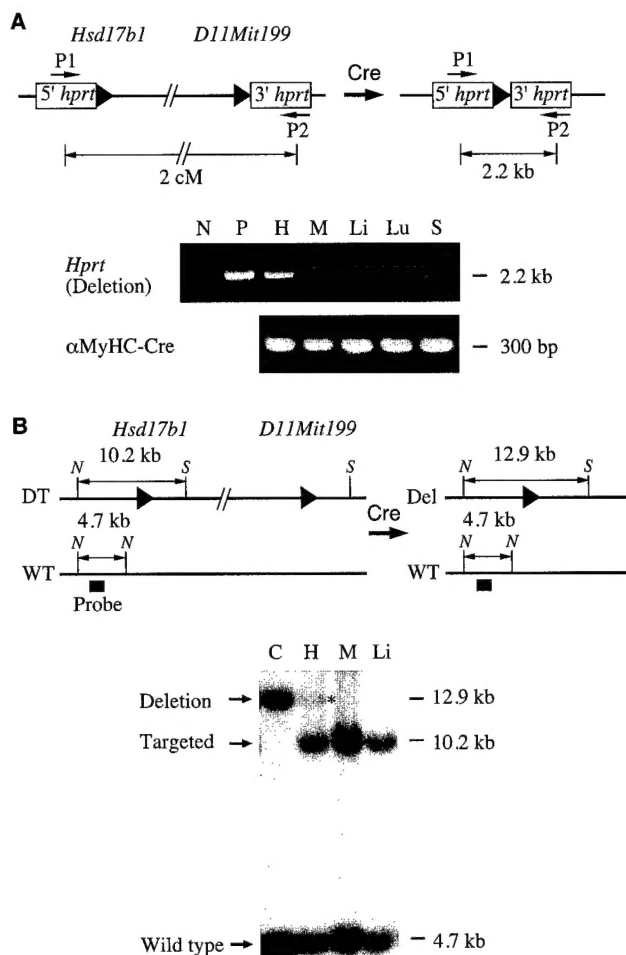 A
Hsd17b1 D11Mit199
P1 P1
5' hprt 3' hprt Cre 5' hprt 3' hprt
P2 P2
2 cM 2.2 kb
N P H M Li Lu S
Hprt
(Deletion) – 2.2 kb
αMyHC-Cre – 300 bp
B
Hsd17b1 D11Mit199
10.2 kb 12.9 kb
N S S N S
DT Cre Del
4.7 kb 4.7 kb
N N N N
WT WT
Probe
C H M Li
Deletion * – 12.9 kb
Targeted – 10.2 kb
Wild type – 4.7 kb